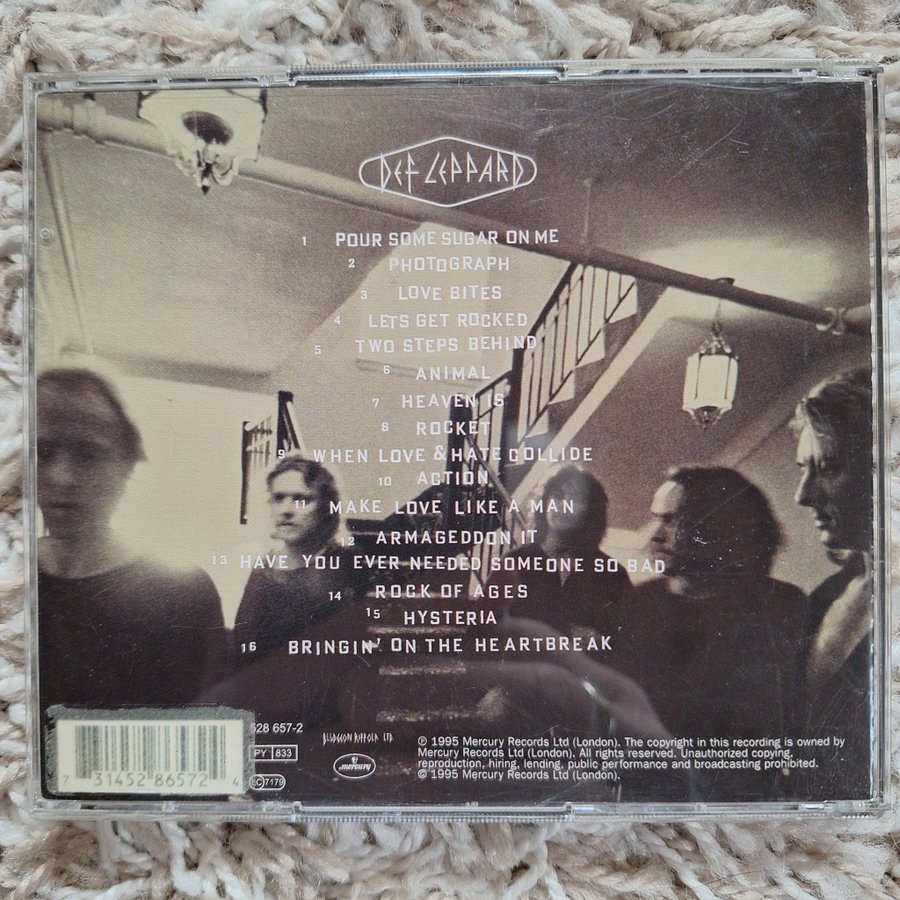 DEF LEPPARD
1 POUR SOME SUGAR ON ME
2 PHOTOGRAPH
3 LOVE BITES
4 LETS GET ROCKED
5 TWO STEPS BEHIND
6 ANIMAL
7 HEAVEN IS
8 ROCKET
9 WHEN LOVE & HATE COLLIDE
10 ACTION
11 MAKE LOVE LIKE A MAN
12 ARMAGEDDON IT
13 HAVE YOU EVER NEEDED SOMEONE SO BAD
14 ROCK OF AGES
15 HYSTERIA
16 BRINGIN' ON THE HEARTBREAK
528 657-2
PY 833
7179
7 31452 86572 4
BLUDGEON RIFFOLA LTD.
mercury
℗ 1995 Mercury Records Ltd (London). The copyright in this recording is owned by
Mercury Records Ltd (London). All rights reserved. Unauthorized copying,
reproduction, hiring, lending, public performance and broadcasting prohibited.
© 1995 Mercury Records Ltd (London).